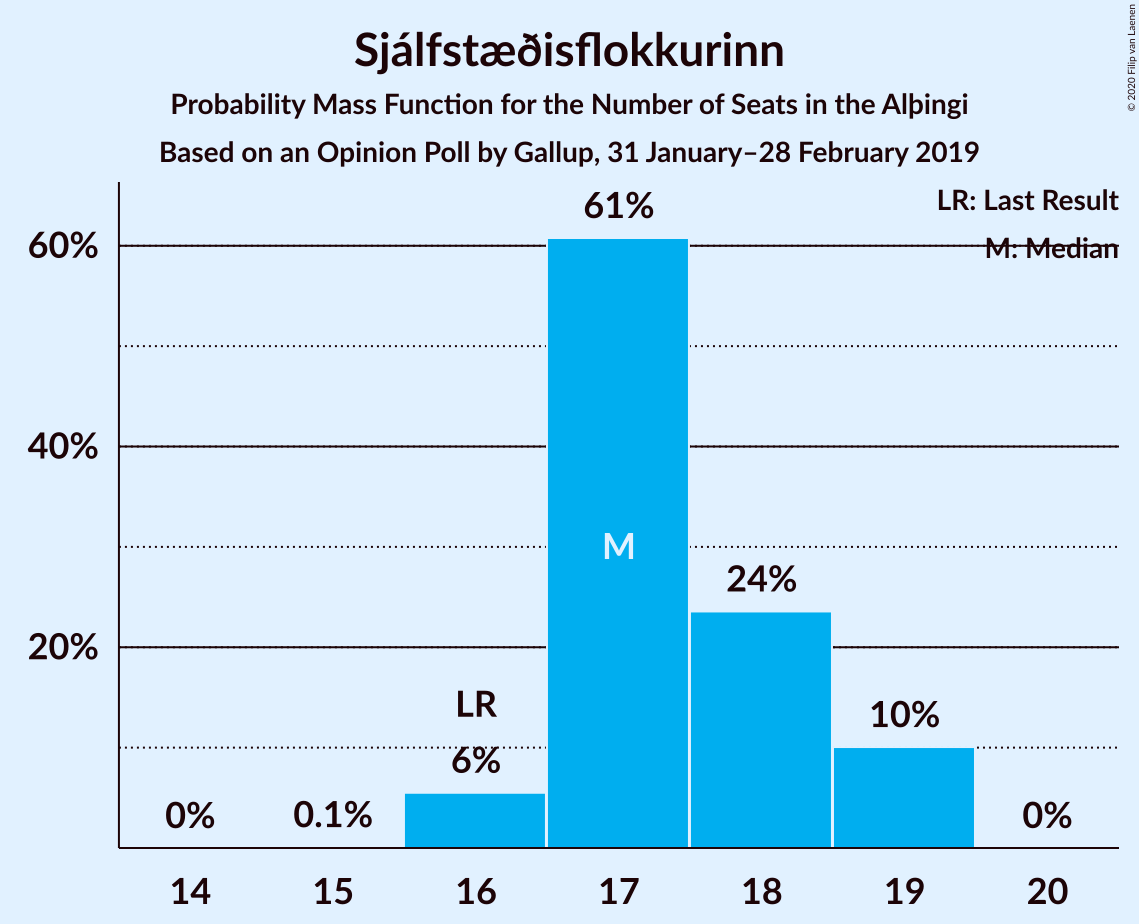 Sjálfstæðisflokkurinn
Probability Mass Function for the Number of Seats in the Alþingi
Based on an Opinion Poll by Gallup, 31 January–28 February 2019
© 2020 Filip van Laenen
LR: Last Result
M: Median
60%
40%
20%
0%
0.1%
LR
6%
61%
M
24%
10%
0%
14 15 16 17 18 19 20